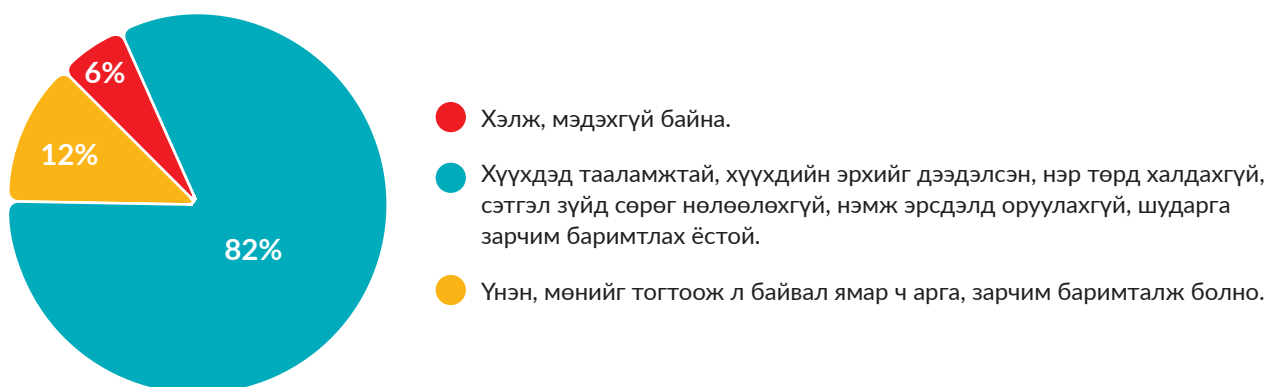 6%
12%
82%
Хэлж, мэдэхгүй байна.
Хүүхдэд тааламжтай, хүүхдийн эрхийг дээдэлсэн, нэр төрд халдахгүй,
сэтгэл зүйд сөрөг нөлөөлөхгүй, нэмж эрсдэлд оруулахгүй, шударга
зарчим баримтлах ёстой.
Үнэн, мөнийг тогтоож л байвал ямар ч арга, зарчим баримталж болно.